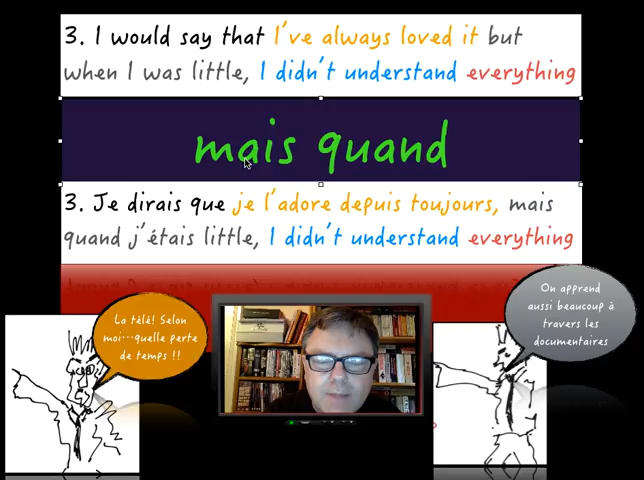 3. I would say that I've always loved it but
when I was little, I didn't understand everything
mais quand
3. Je dirais que je l'adore depuis toujours, mais
quand j'étais little, I didn't understand everything
La télé! Selon
moi...quelle perte
de temps !!
On apprend
aussi beaucoup à
travers les
documentaires